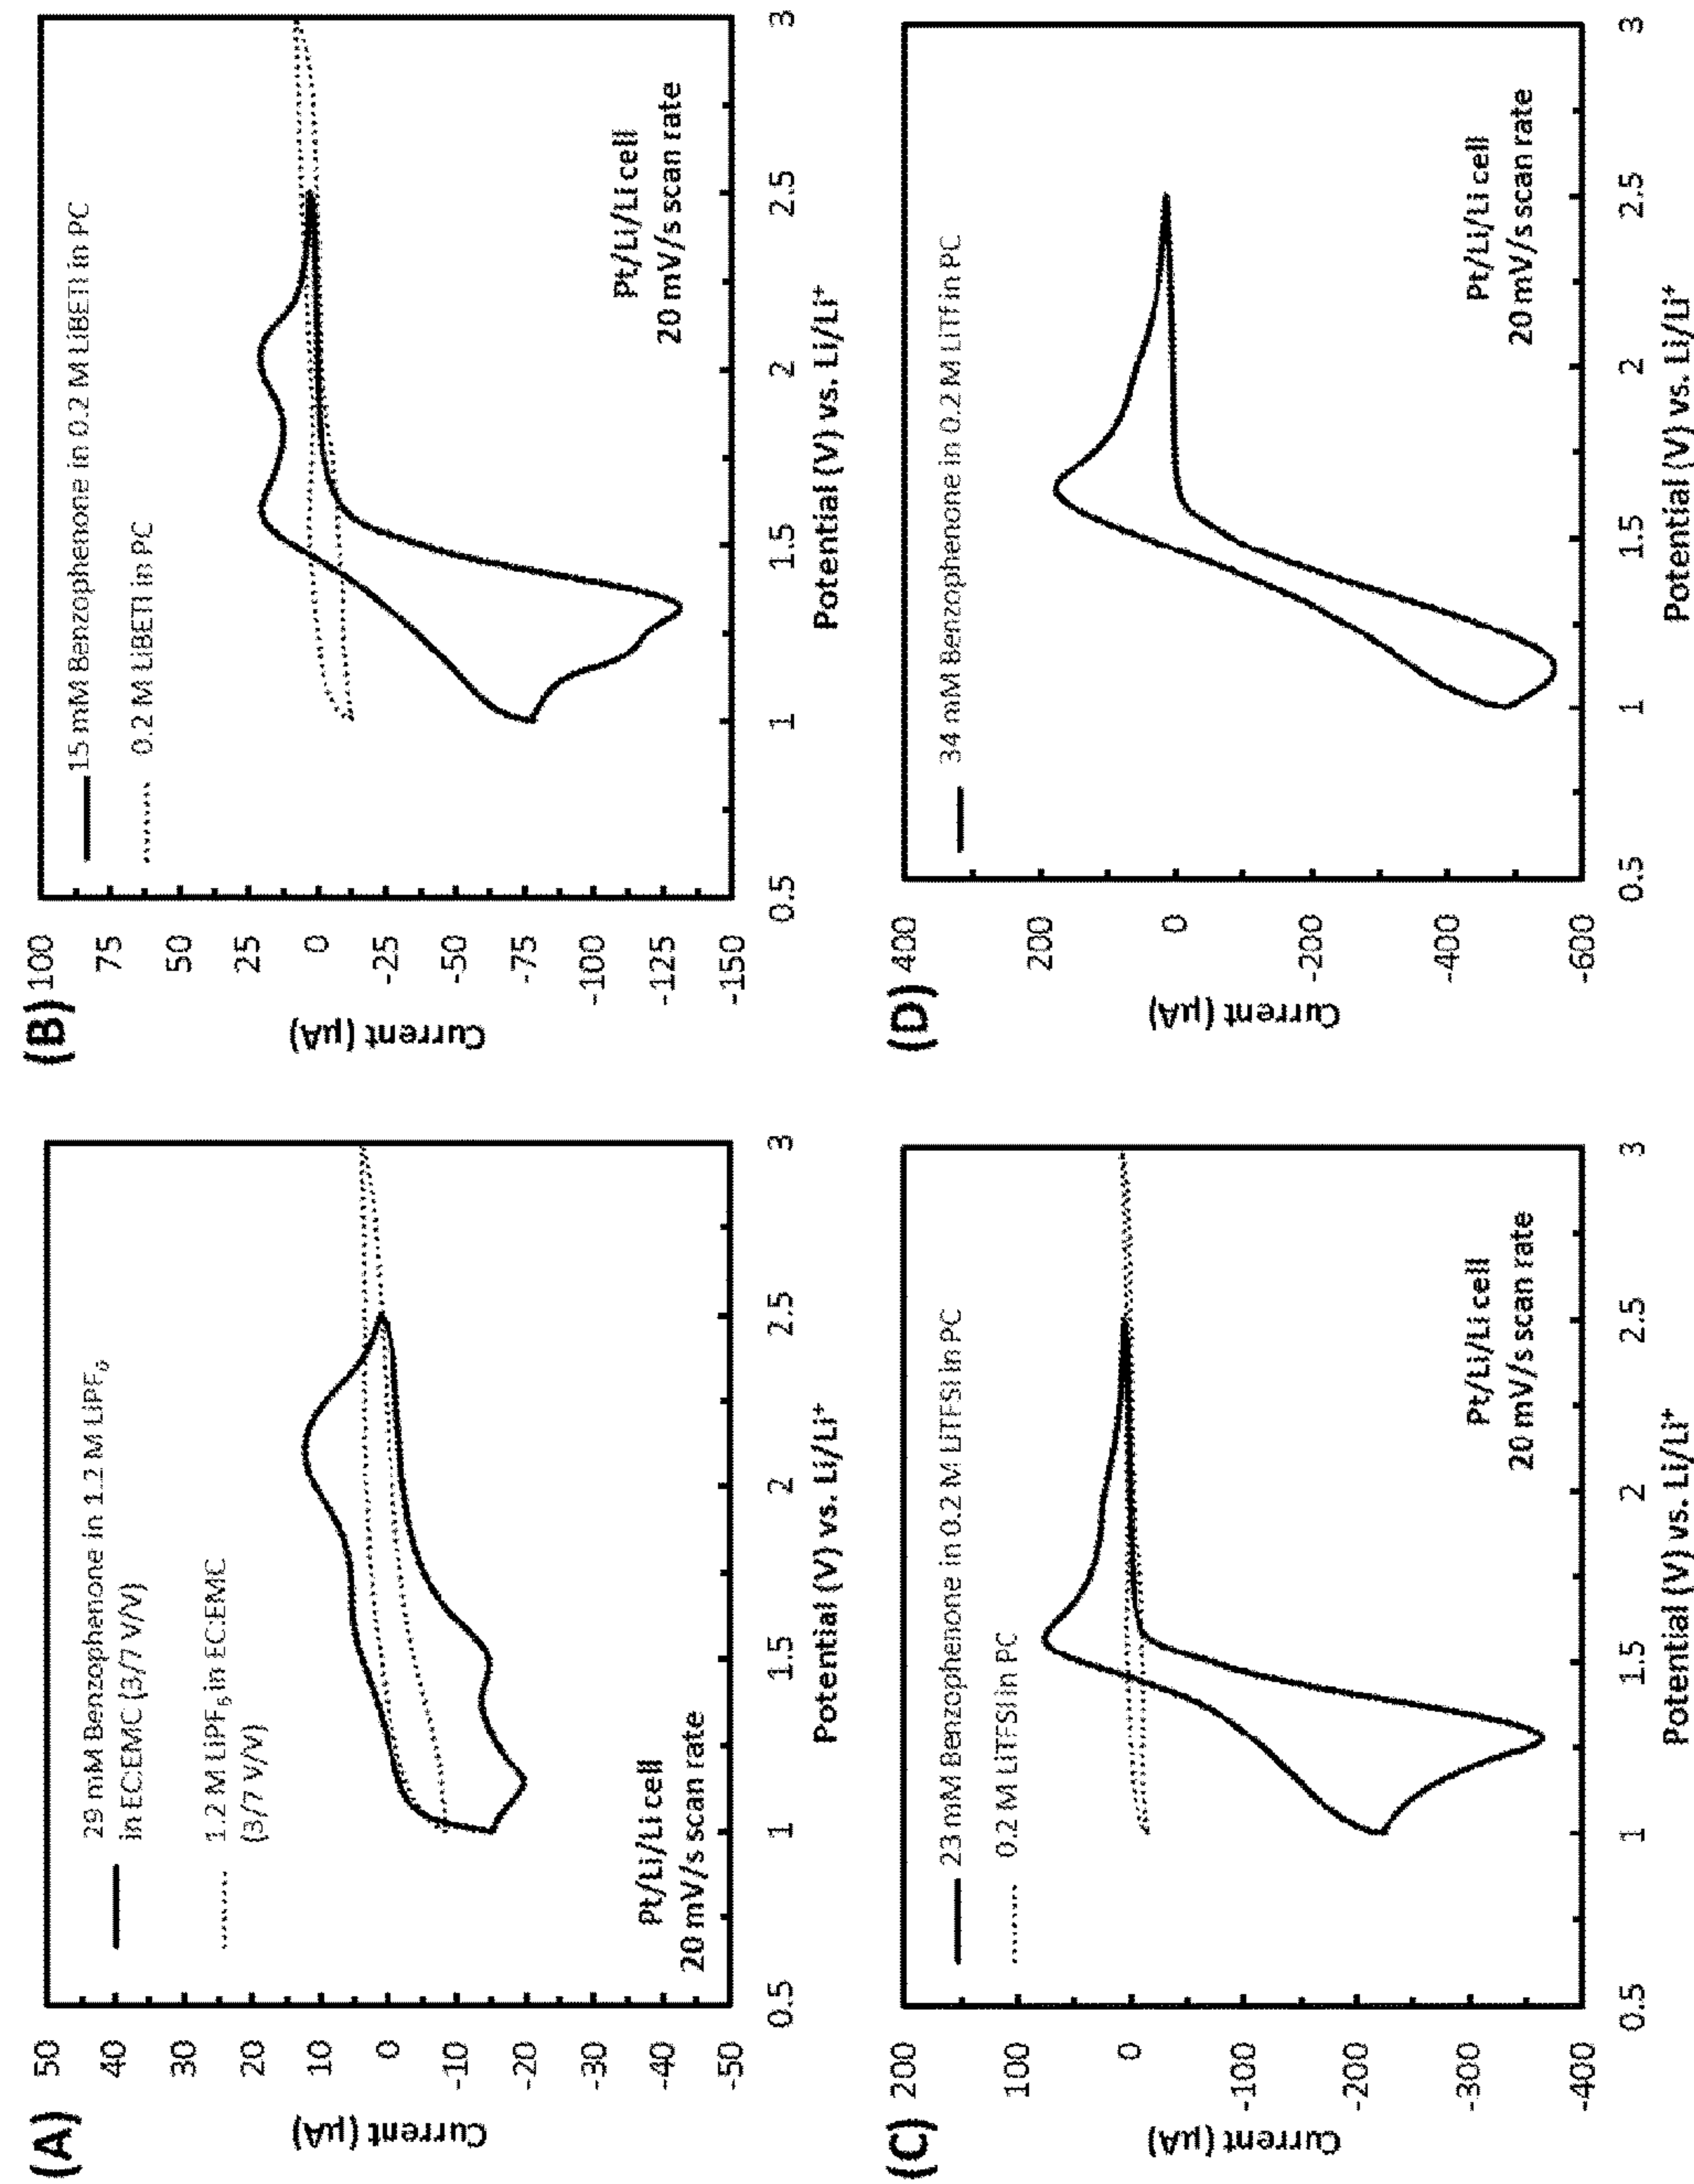 (A)
50
40
30
20
10
0
-10
-20
-30
-40
-50
Current (µA)
29 mM Benzophenone in 1.2 M LiPF₆
in EC:EMC (3/7 V/V)
1.2 M LiPF₆ in EC:EMC
(3/7 V/V)
Pt/Li/Li cell
20 mV/s scan rate
0.5
1
1.5
2
2.5
3
Potential (V) vs. Li/Li⁺
(B)
100
75
50
25
0
-25
-50
-75
-100
-125
-150
Current (µA)
15 mM Benzophenone in 0.2 M LiBETI in PC
0.2 M LiBETI in PC
Pt/Li/Li cell
20 mV/s scan rate
0.5
1
1.5
2
2.5
3
Potential (V) vs. Li/Li⁺
(C)
200
100
0
-100
-200
-300
-400
Current (µA)
23 mM Benzophenone in 0.2 M LiTFSI in PC
0.2 M LiTFSI in PC
Pt/Li/Li cell
20 mV/s scan rate
0.5
1
1.5
2
2.5
3
Potential (V) vs. Li/Li⁺
(D)
400
200
0
-200
-400
-600
Current (µA)
34 mM Benzophenone in 0.2 M LiTf in PC
Pt/Li/Li cell
20 mV/s scan rate
0.5
1
1.5
2
2.5
3
Potential (V) vs. Li/Li⁺